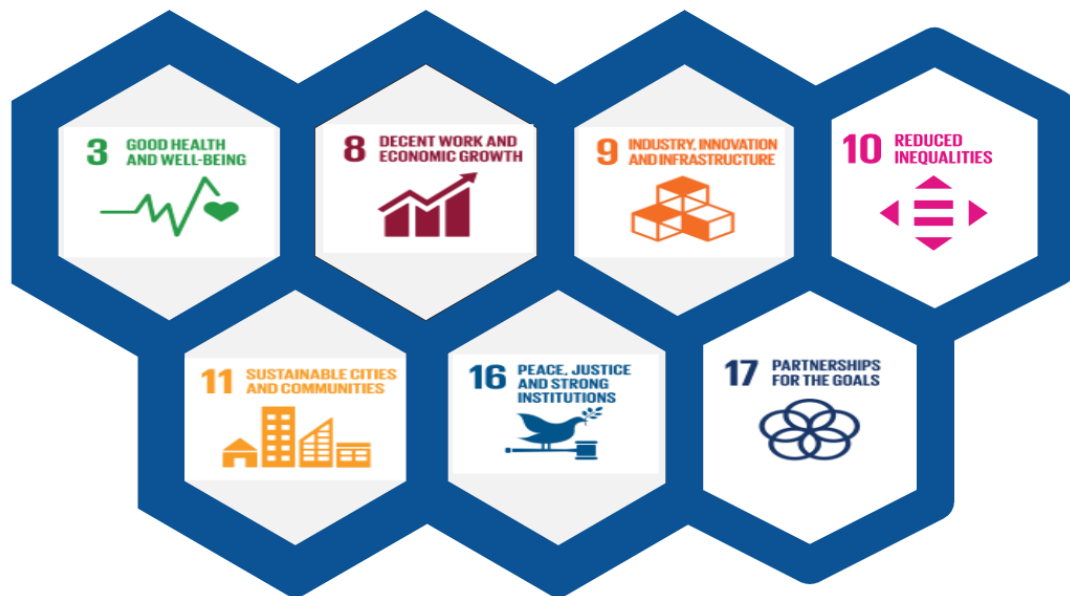 3 GOOD HEALTH
AND WELL-BEING
8 DECENT WORK AND
ECONOMIC GROWTH
9 INDUSTRY, INNOVATION
AND INFRASTRUCTURE
10 REDUCED
INEQUALITIES
11 SUSTAINABLE CITIES
AND COMMUNITIES
16 PEACE, JUSTICE
AND STRONG
INSTITUTIONS
17 PARTNERSHIPS
FOR THE GOALS